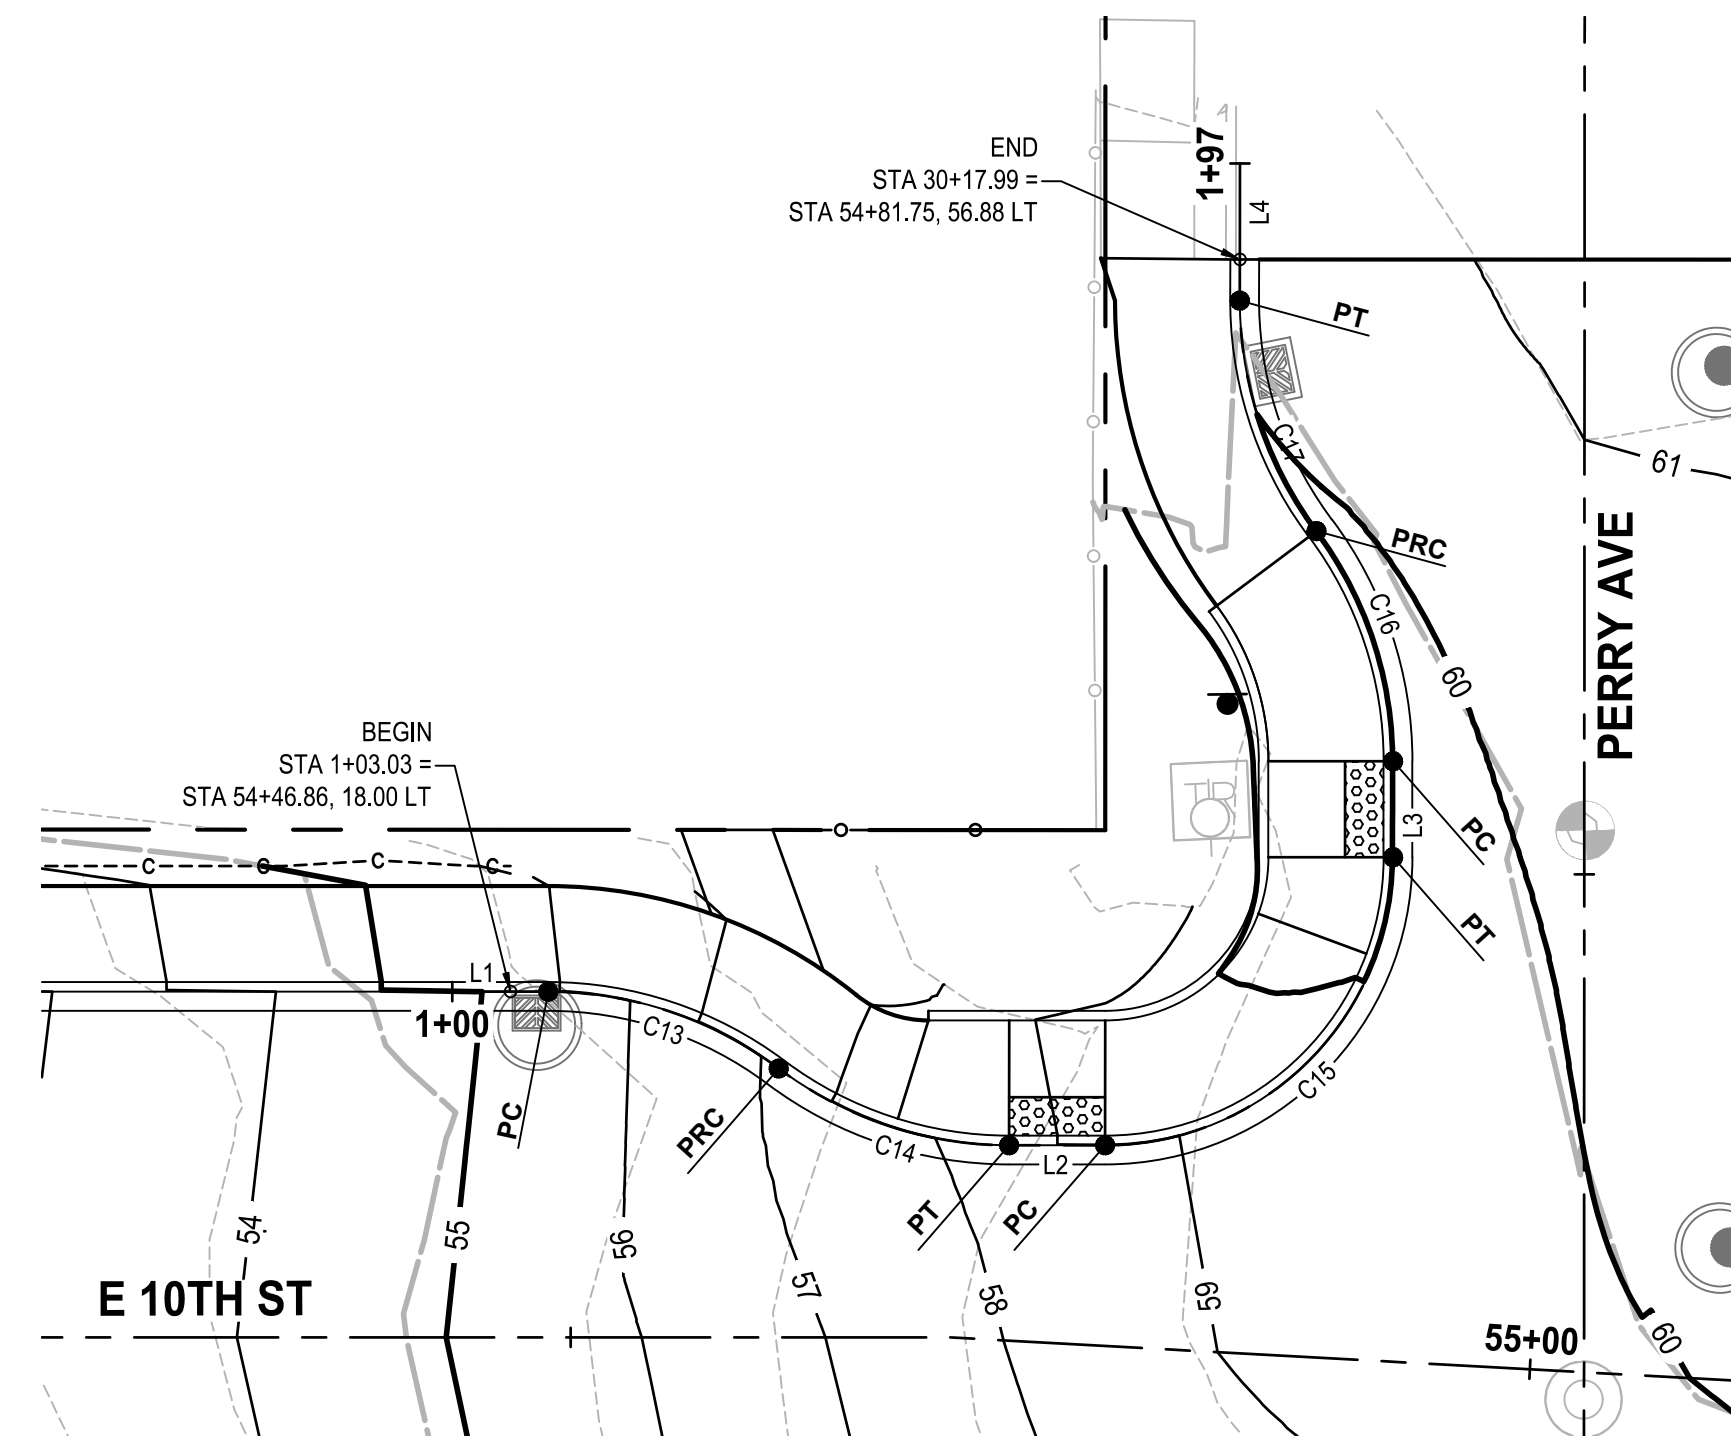 END
STA 30+17.99 =
STA 54+81.75, 56.88 LT
1+97
L4
PT
C17
61
PRC
PERRY AVE
C16
60
BEGIN
STA 1+03.03 =
STA 54+46.86, 18.00 LT
L3
PC
PT
C
C
C
C
L1
1+00
C13
PC
PRC
C14
L2
C15
PT
PC
54
55
56
57
58
59
60
E 10TH ST
55+00